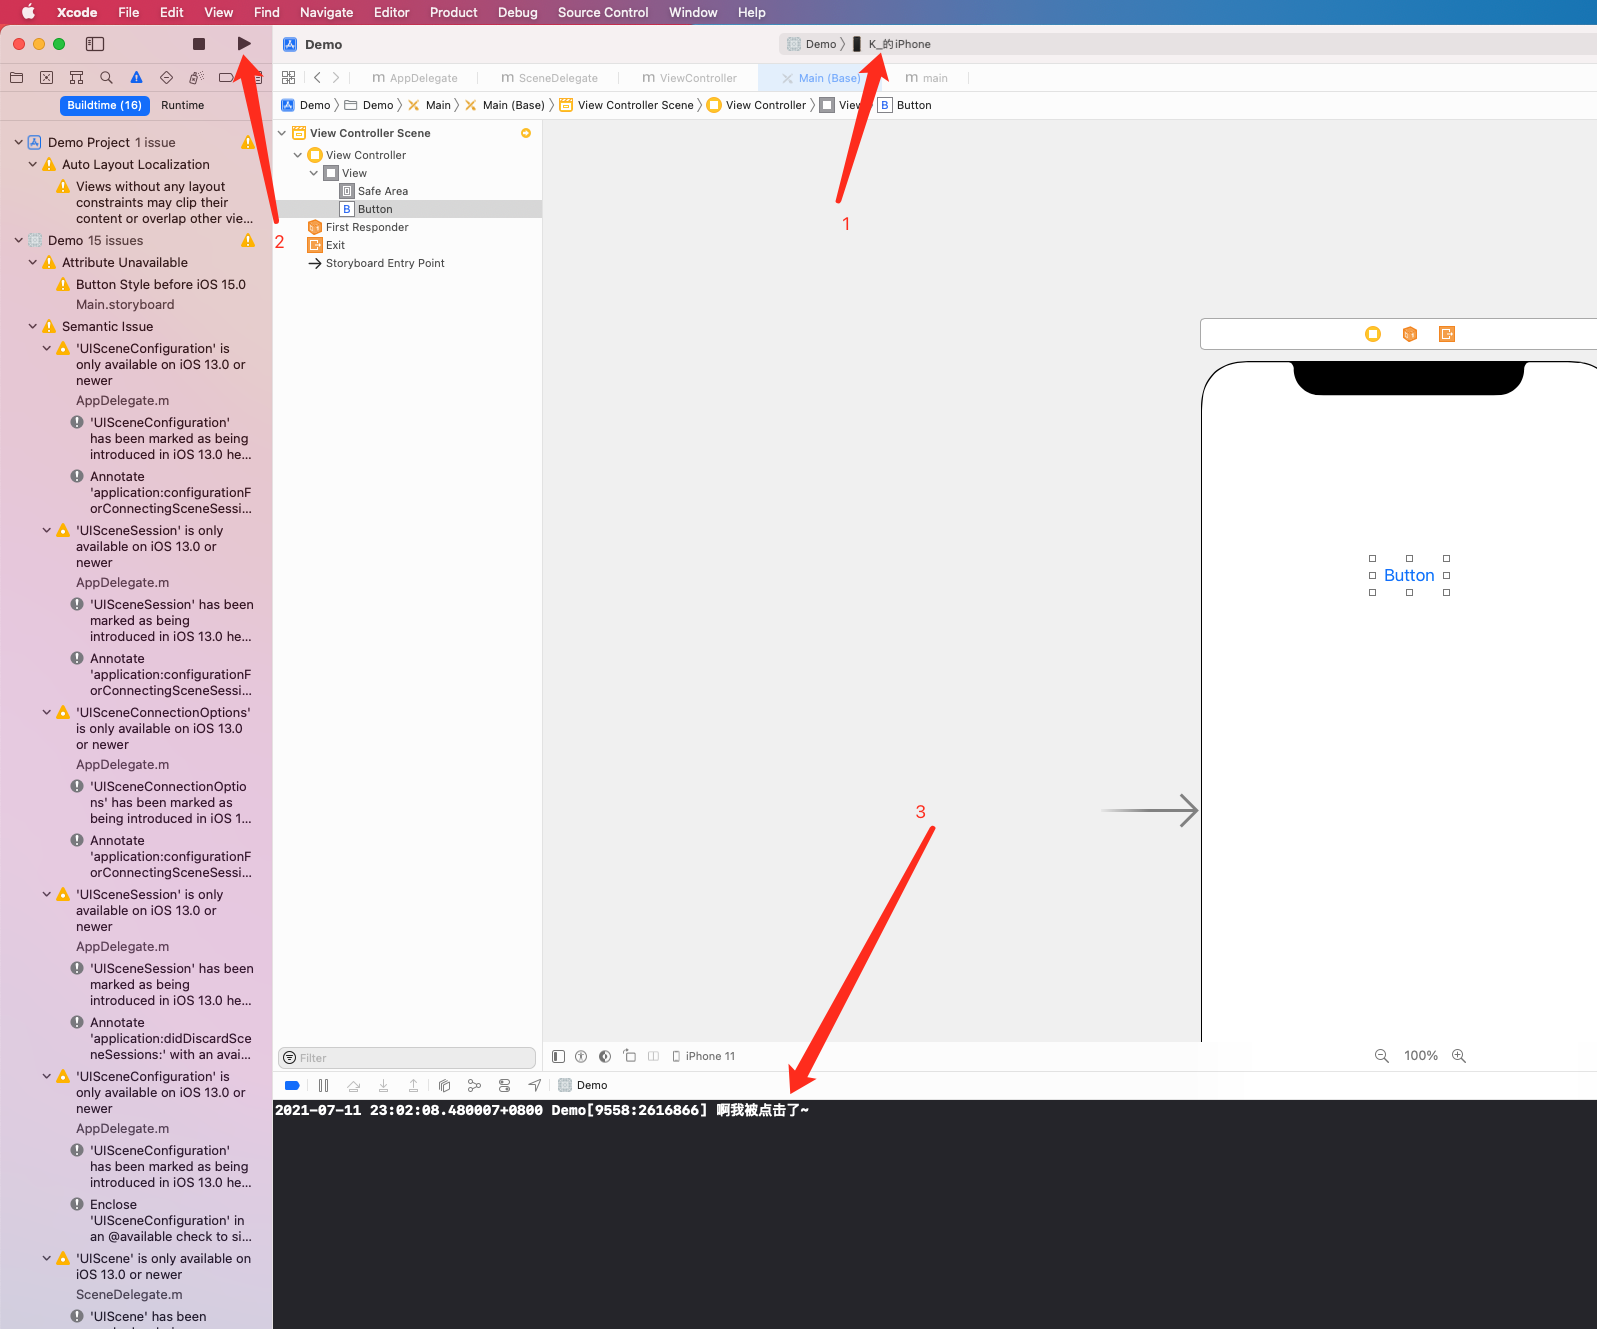 Xcode File Edit View Find Navigate Editor Product Debug Source Control Window Help
Demo
Demo 〉 K_的 iPhone
AppDelegate SceneDelegate ViewController Main (Base) main
Buildtime (16) Runtime
Demo 〉 Demo 〉 Main 〉 Main (Base) 〉 View Controller Scene 〉 View Controller 〉 View 〉 B Button
Demo Project 1 issue
Auto Layout Localization
Views without any layout
constraints may clip their
content or overlap other vie...
Demo 15 issues
Attribute Unavailable
Button Style before iOS 15.0
Main.storyboard
Semantic Issue
'UISceneConfiguration' is
only available on iOS 13.0 or
newer
AppDelegate.m
'UISceneConfiguration'
has been marked as being
introduced in iOS 13.0 he...
Annotate
'application:configurationF
orConnectingSceneSessi...
'UISceneSession' is only
available on iOS 13.0 or
newer
AppDelegate.m
'UISceneSession' has been
marked as being
introduced in iOS 13.0 he...
Annotate
'application:configurationF
orConnectingSceneSessi...
'UISceneConnectionOptions'
is only available on iOS 13.0
or newer
AppDelegate.m
'UISceneConnectionOptio
ns' has been marked as
being introduced in iOS 1...
Annotate
'application:configurationF
orConnectingSceneSessi...
'UISceneSession' is only
available on iOS 13.0 or
newer
AppDelegate.m
'UISceneSession' has been
marked as being
introduced in iOS 13.0 he...
Annotate
'application:didDiscardSce
neSessions:' with an avai...
'UISceneConfiguration' is
only available on iOS 13.0 or
newer
AppDelegate.m
'UISceneConfiguration'
has been marked as being
introduced in iOS 13.0 he...
Enclose
'UISceneConfiguration' in
an @available check to si...
'UIScene' is only available on
iOS 13.0 or newer
SceneDelegate.m
'UIScene' has been
View Controller Scene
View Controller
View
Safe Area
B Button
First Responder
Exit
Storyboard Entry Point
1
2
3
Button
Filter
iPhone 11
100%
Demo
2021-07-11 23:02:08.480007+0800 Demo[9558:2616866] 啊我被点击了~